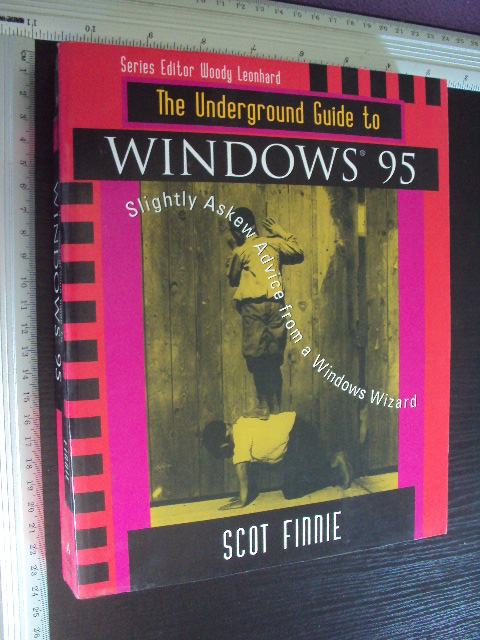 Series Editor Woody Leonhard
The Underground Guide to
WINDOWS® 95
Slightly Askew Advice from a Windows Wizard
SCOT FINNIE
WINDOWS 95
FINNIE